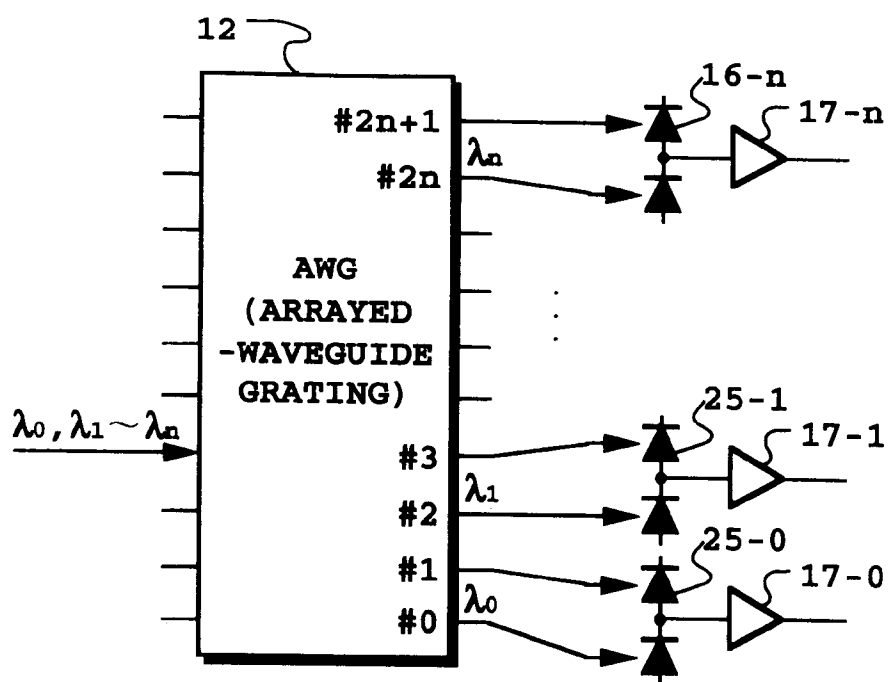 12
16-n
17-n
#2n+1
λn
#2n
AWG
(ARRAYED
-WAVEGUIDE
GRATING)
λ0,λ1~λn
25-1
17-1
#3
λ1
#2
25-0
17-0
#1
λ0
#0